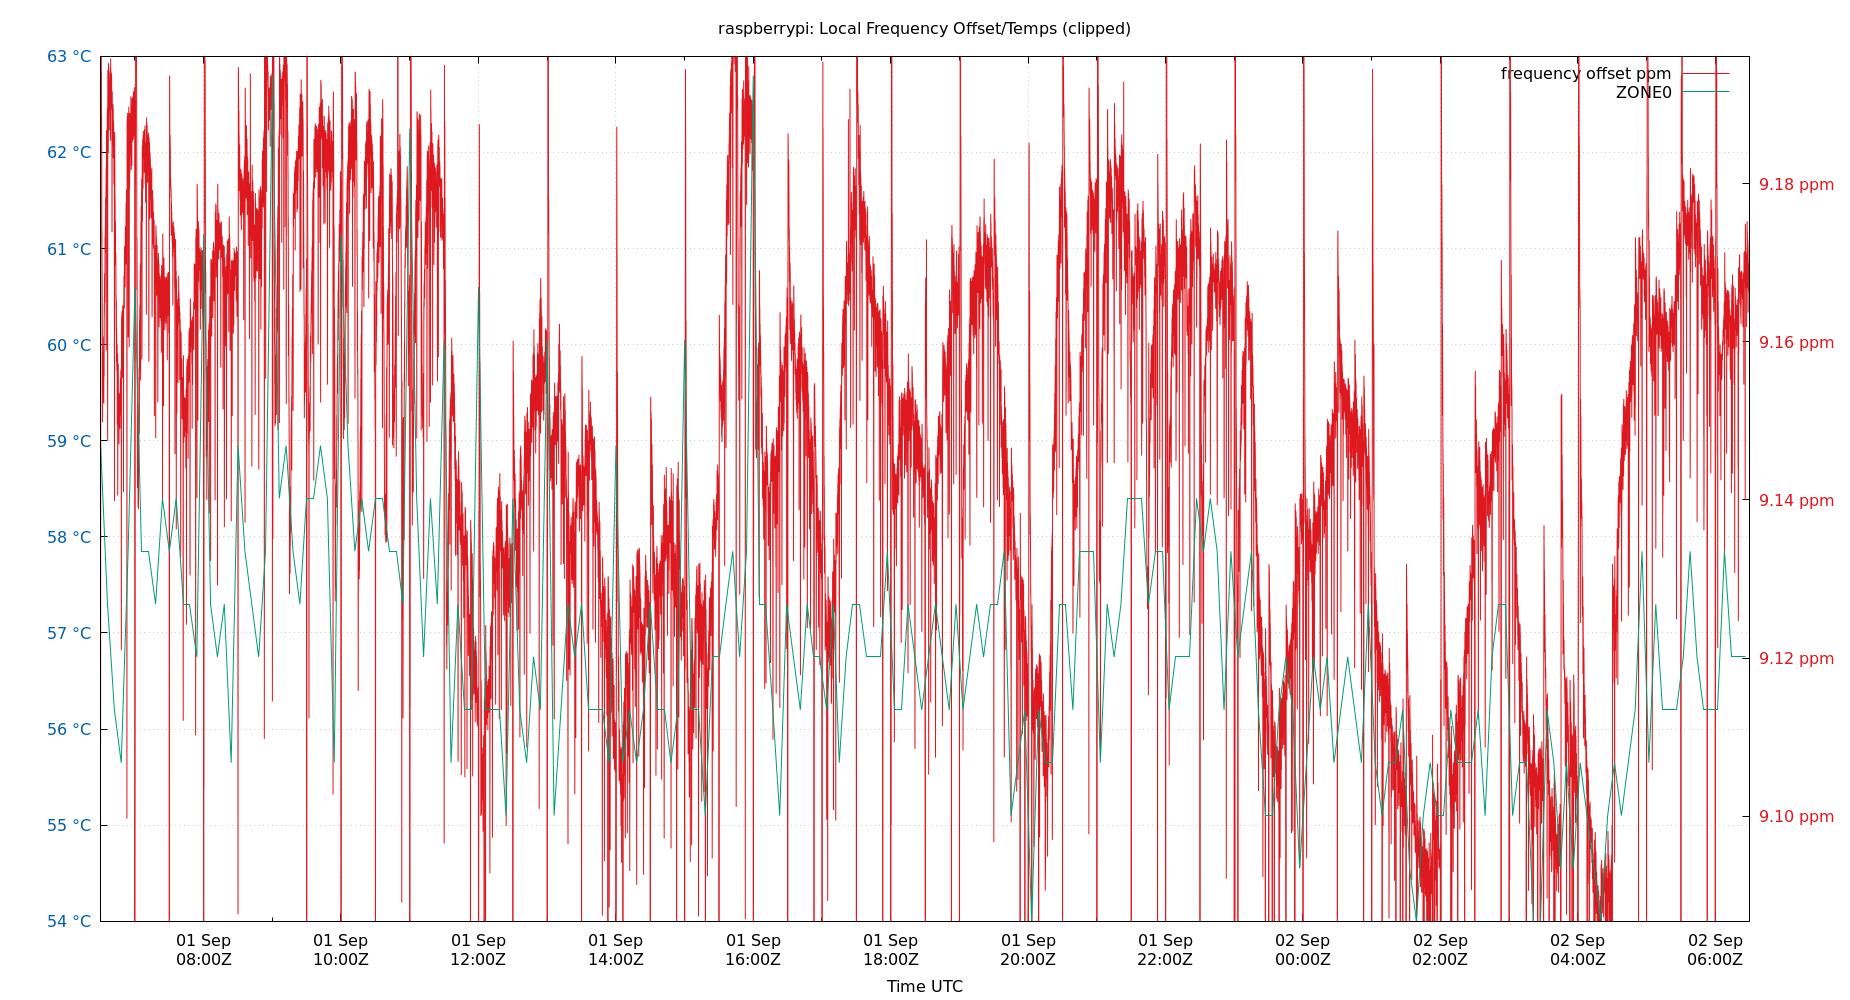 raspberrypi: Local Frequency Offset/Temps (clipped)
63 °C
62 °C
61 °C
60 °C
59 °C
58 °C
57 °C
56 °C
55 °C
54 °C
frequency offset ppm
ZONE0
9.18 ppm
9.16 ppm
9.14 ppm
9.12 ppm
9.10 ppm
01 Sep 01 Sep 01 Sep 01 Sep 01 Sep 01 Sep 01 Sep 01 Sep 02 Sep 02 Sep 02 Sep 02 Sep
08:00Z 10:00Z 12:00Z 14:00Z 16:00Z 18:00Z 20:00Z 22:00Z 00:00Z 02:00Z 04:00Z 06:00Z
Time UTC